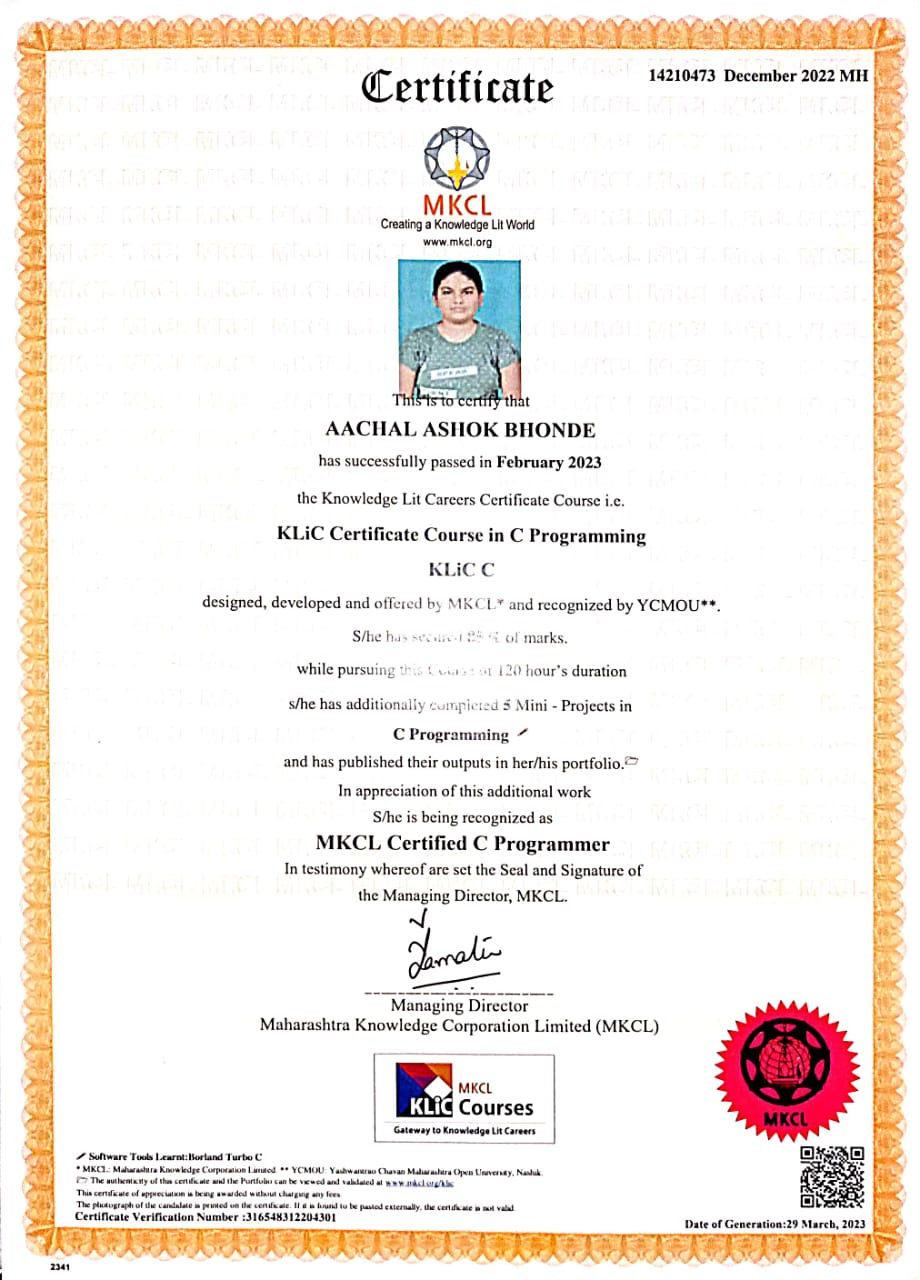 Certificate
14210473 December 2022 MH
MKCL
Creating a Knowledge Lit World
www.mkcl.org
This is to certify that
AACHAL ASHOK BHONDE
has successfully passed in February 2023
the Knowledge Lit Careers Certificate Course i.e.
KLiC Certificate Course in C Programming
KLiC C
designed, developed and offered by MKCL* and recognized by YCMOU**.
S/he has secured 85 % of marks.
while pursuing this Course of 120 hour's duration
s/he has additionally completed 5 Mini - Projects in
C Programming
and has published their outputs in her/his portfolio.
In appreciation of this additional work
S/he is being recognized as
MKCL Certified C Programmer
In testimony whereof are set the Seal and Signature of
the Managing Director, MKCL.
Managing Director
Maharashtra Knowledge Corporation Limited (MKCL)
MKCL
KLiC Courses
Gateway to Knowledge Lit Careers
MKCL
Software Tools Learnt:Borland Turbo C
* MKCL: Maharashtra Knowledge Corporation Limited ** YCMOU: Yashwantrao Chavan Maharashtra Open University, Nashik.
The authenticity of this certificate and the Portfolio can be viewed and validated at www.mkcl.org/klic
This certificate of appreciation is being awarded without charging any fees
The photograph of the candidate is printed on the certificate. If it is found to be pasted externally, the certificate is not valid.
Certificate Verification Number :316548312204301
Date of Generation:29 March, 2023
2341